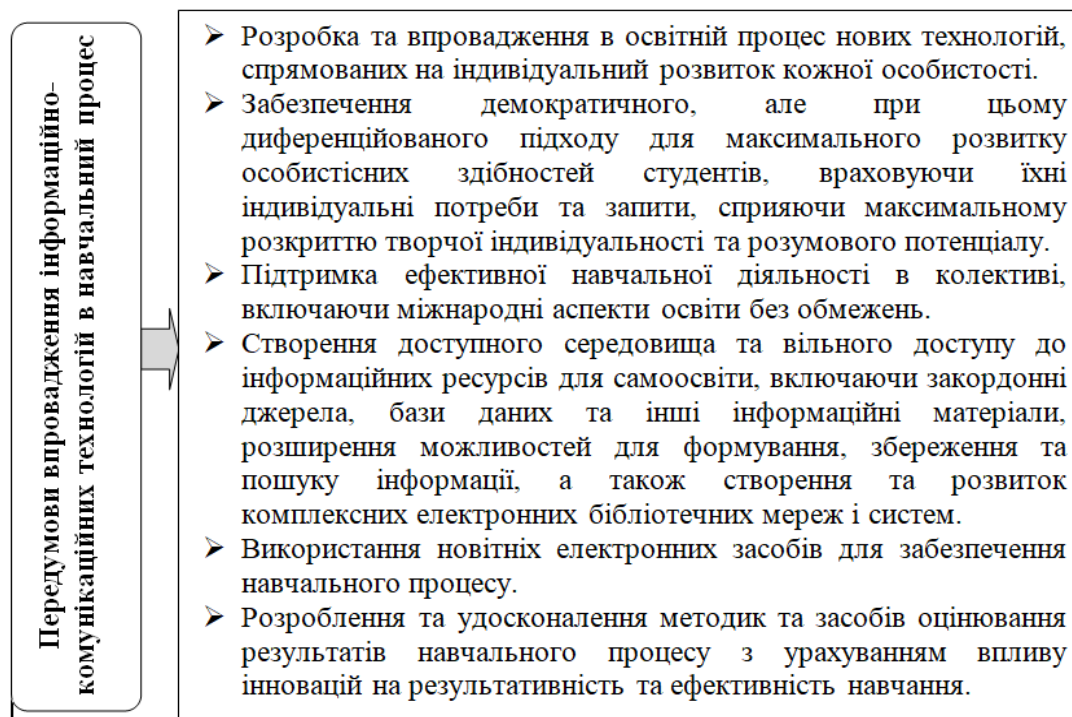 Передумови впровадження інформаційно-
комунікаційних технологій в навчальний процес
➢ Розробка та впровадження в освітній процес нових технологій,
спрямованих на індивідуальний розвиток кожної особистості.
➢ Забезпечення демократичного, але при цьому
диференційованого підходу для максимального розвитку
особистісних здібностей студентів, враховуючи їхні
індивідуальні потреби та запити, сприяючи максимальному
розкриттю творчої індивідуальності та розумового потенціалу.
➢ Підтримка ефективної навчальної діяльності в колективі,
включаючи міжнародні аспекти освіти без обмежень.
➢ Створення доступного середовища та вільного доступу до
інформаційних ресурсів для самоосвіти, включаючи закордонні
джерела, бази даних та інші інформаційні матеріали,
розширення можливостей для формування, збереження та
пошуку інформації, а також створення та розвиток
комплексних електронних бібліотечних мереж і систем.
➢ Використання новітніх електронних засобів для забезпечення
навчального процесу.
➢ Розроблення та удосконалення методик та засобів оцінювання
результатів навчального процесу з урахуванням впливу
інновацій на результативність та ефективність навчання.